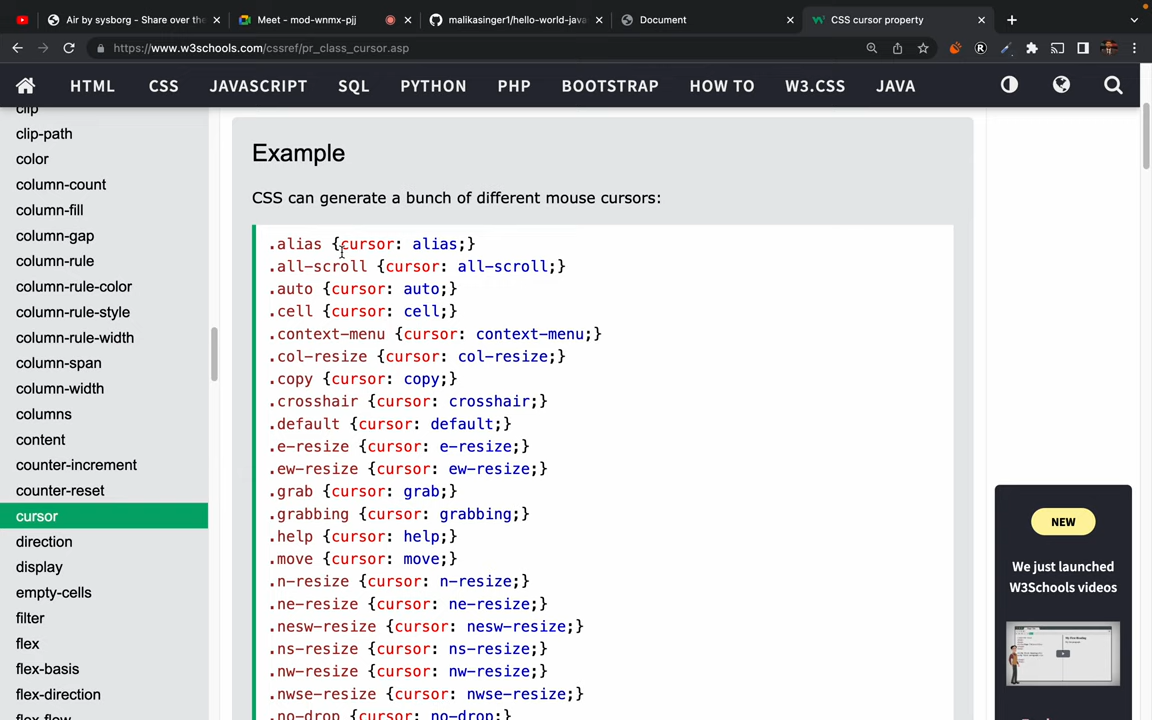 Air by sysborg - Share over the
Meet - mod-wnmx-pjj
malikasinger1/hello-world-java
Document
CSS cursor property
https://www.w3schools.com/cssref/pr_class_cursor.asp
HTML CSS JAVASCRIPT SQL PYTHON PHP BOOTSTRAP HOW TO W3.CSS JAVA
clip
clip-path
color
column-count
column-fill
column-gap
column-rule
column-rule-color
column-rule-style
column-rule-width
column-span
column-width
columns
content
counter-increment
counter-reset
cursor
direction
display
empty-cells
filter
flex
flex-basis
flex-direction
flex-flow
Example
CSS can generate a bunch of different mouse cursors:
.alias {cursor: alias;}
.all-scroll {cursor: all-scroll;}
.auto {cursor: auto;}
.cell {cursor: cell;}
.context-menu {cursor: context-menu;}
.col-resize {cursor: col-resize;}
.copy {cursor: copy;}
.crosshair {cursor: crosshair;}
.default {cursor: default;}
.e-resize {cursor: e-resize;}
.ew-resize {cursor: ew-resize;}
.grab {cursor: grab;}
.grabbing {cursor: grabbing;}
.help {cursor: help;}
.move {cursor: move;}
.n-resize {cursor: n-resize;}
.ne-resize {cursor: ne-resize;}
.nesw-resize {cursor: nesw-resize;}
.ns-resize {cursor: ns-resize;}
.nw-resize {cursor: nw-resize;}
.nwse-resize {cursor: nwse-resize;}
.no-drop {cursor: no-drop;}
NEW
We just launched
W3Schools videos